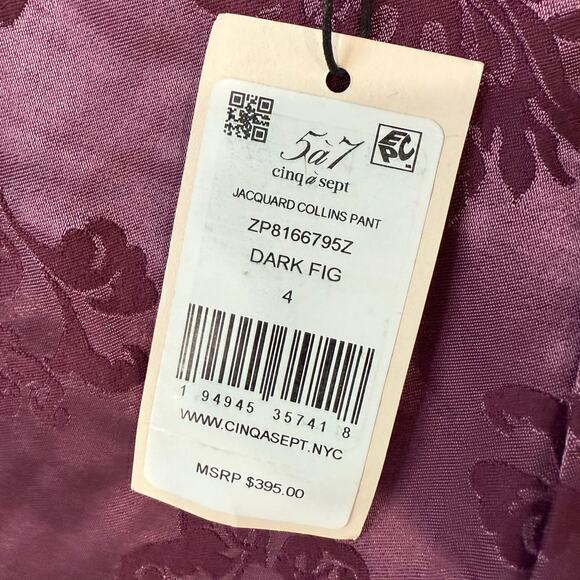 5à7
EPC
cinq à sept
JACQUARD COLLINS PANT
ZP8166795Z
DARK FIG
4
1 94945 35741 8
WWW.CINQASEPT.NYC
MSRP $395.00